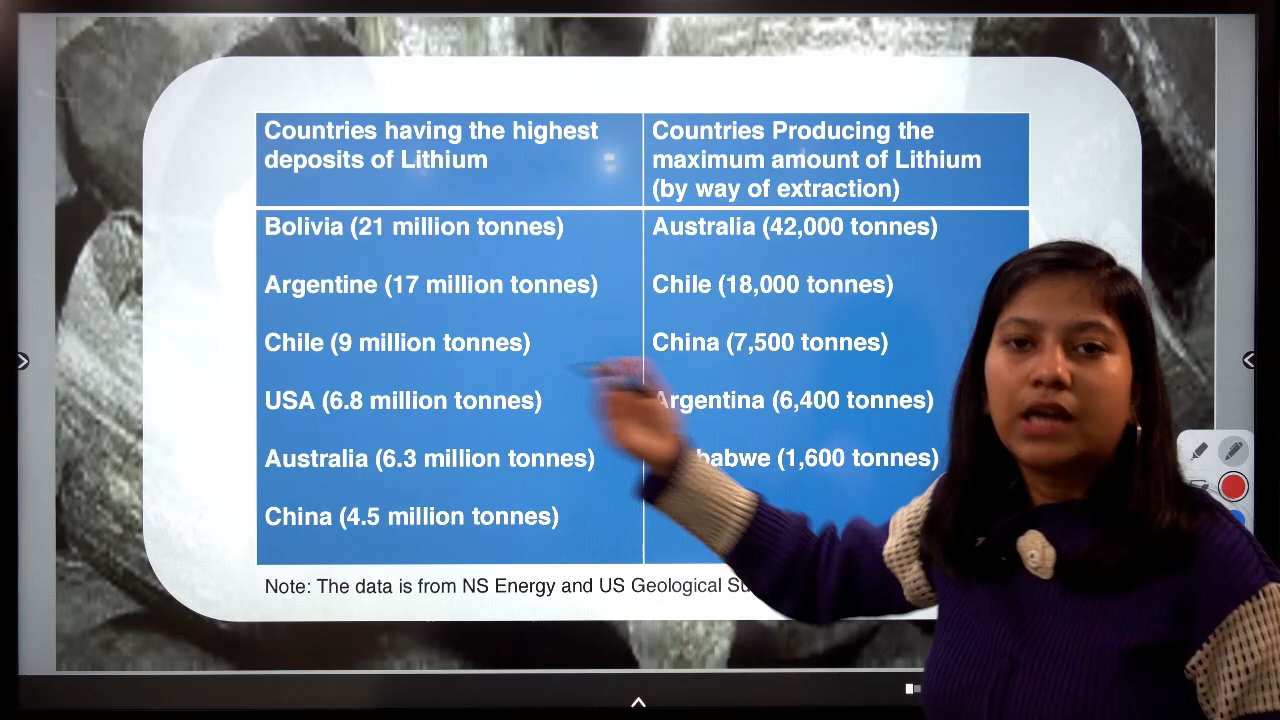 Countries having the highest
deposits of Lithium
Countries Producing the
maximum amount of Lithium
(by way of extraction)
Bolivia (21 million tonnes)
Australia (42,000 tonnes)
Argentine (17 million tonnes)
Chile (18,000 tonnes)
Chile (9 million tonnes)
China (7,500 tonnes)
USA (6.8 million tonnes)
Argentina (6,400 tonnes)
Australia (6.3 million tonnes)
(1,600 tonnes)
China (4.5 million tonnes)
Note: The data is from NS Energy and US Geological